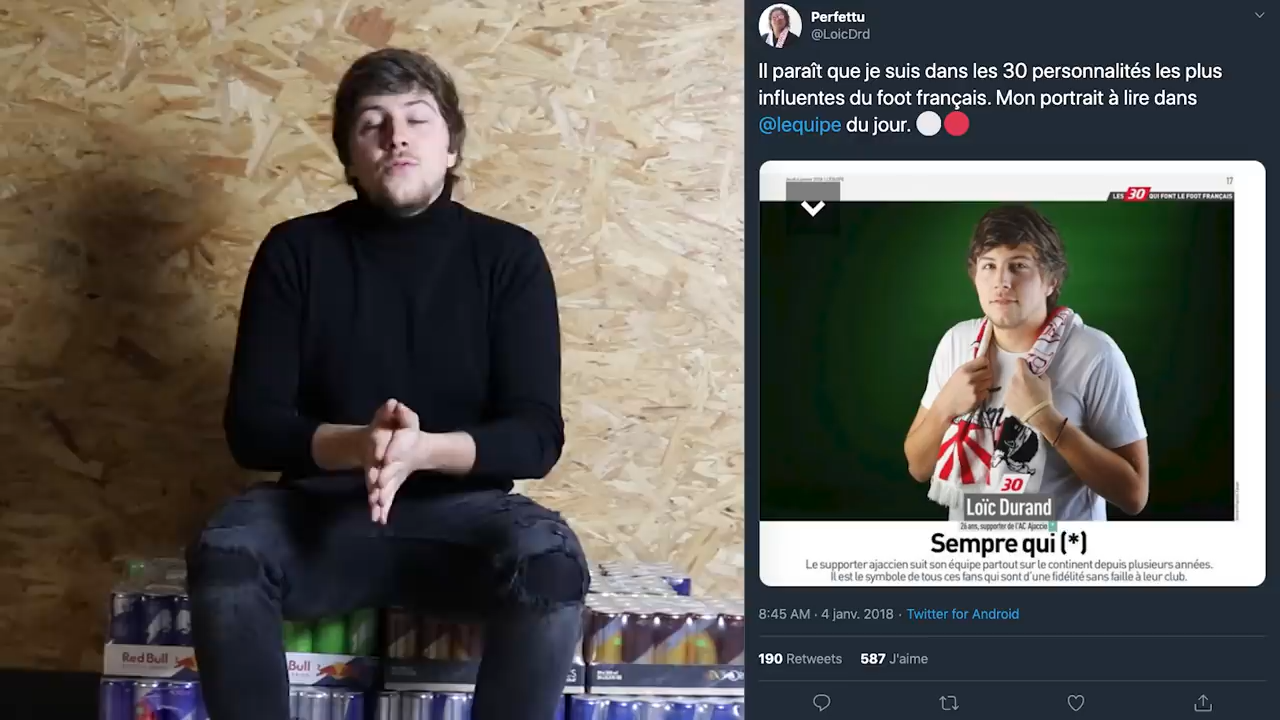 Perfettu
@LoicDrd
Il paraît que je suis dans les 30 personnalités les plus
influentes du foot français. Mon portrait à lire dans
@lequipe du jour.
17
LES 30 QUI FONT LE FOOT FRANÇAIS
30
Loïc Durand
26 ans, supporter de l'AC Ajaccio
Sempre qui (*)
Le supporter ajaccien suit son équipe partout sur le continent depuis plusieurs années.
Il est le symbole de tous ces fans qui sont d'une fidélité sans faille à leur club.
8:45 AM · 4 janv. 2018 · Twitter for Android
190 Retweets 587 J'aime
Red Bull
Bull